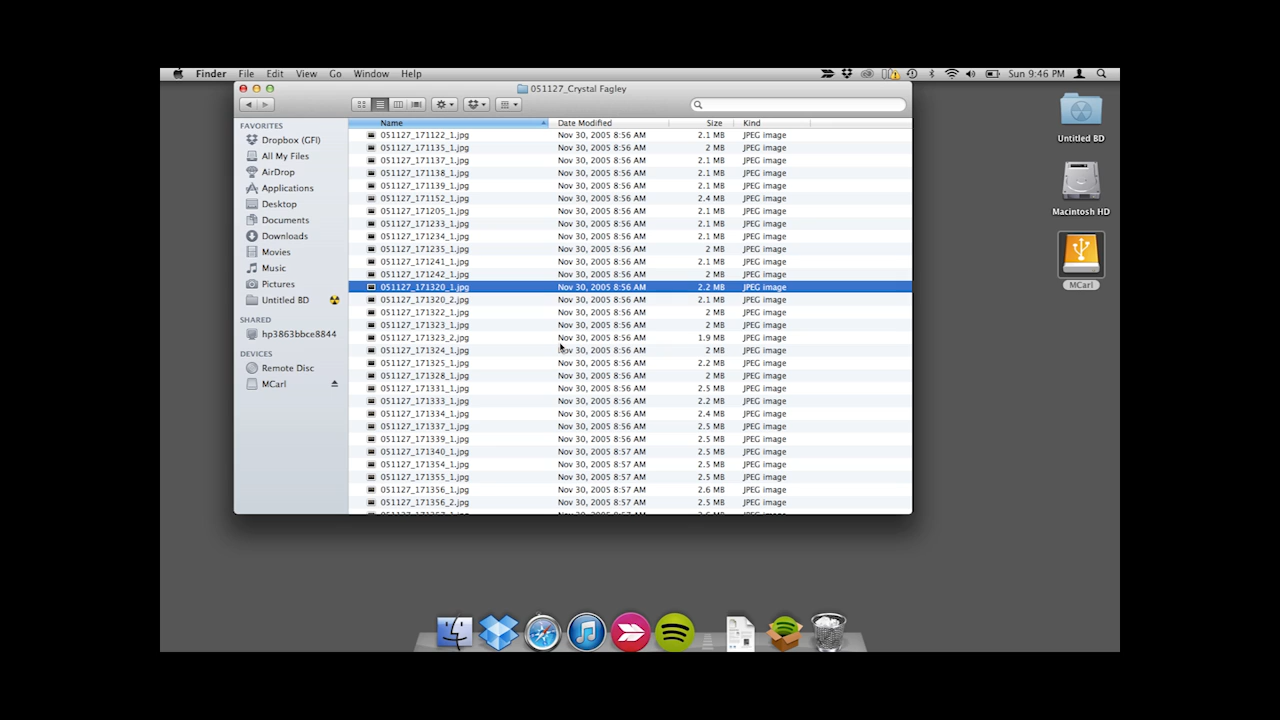 Finder File Edit View Go Window Help Sun 9:46 PM
051127_Crystal Fagley
FAVORITES
Dropbox (GFI)
All My Files
AirDrop
Applications
Desktop
Documents
Downloads
Movies
Music
Pictures
Untitled BD
SHARED
hp3863bbce8844
DEVICES
Remote Disc
MCarl
Name Date Modified Size Kind
051127_171122_1.jpg Nov 30, 2005 8:56 AM 2.1 MB JPEG image
051127_171135_1.jpg Nov 30, 2005 8:56 AM 2 MB JPEG image
051127_171137_1.jpg Nov 30, 2005 8:56 AM 2.1 MB JPEG image
051127_171138_1.jpg Nov 30, 2005 8:56 AM 2.1 MB JPEG image
051127_171139_1.jpg Nov 30, 2005 8:56 AM 2.1 MB JPEG image
051127_171152_1.jpg Nov 30, 2005 8:56 AM 2.4 MB JPEG image
051127_171205_1.jpg Nov 30, 2005 8:56 AM 2.1 MB JPEG image
051127_171233_1.jpg Nov 30, 2005 8:56 AM 2.1 MB JPEG image
051127_171234_1.jpg Nov 30, 2005 8:56 AM 2.1 MB JPEG image
051127_171235_1.jpg Nov 30, 2005 8:56 AM 2 MB JPEG image
051127_171241_1.jpg Nov 30, 2005 8:56 AM 2.1 MB JPEG image
051127_171242_1.jpg Nov 30, 2005 8:56 AM 2 MB JPEG image
051127_171320_1.jpg Nov 30, 2005 8:56 AM 2.2 MB JPEG image
051127_171320_2.jpg Nov 30, 2005 8:56 AM 2.1 MB JPEG image
051127_171322_1.jpg Nov 30, 2005 8:56 AM 2 MB JPEG image
051127_171323_1.jpg Nov 30, 2005 8:56 AM 2 MB JPEG image
051127_171323_2.jpg Nov 30, 2005 8:56 AM 1.9 MB JPEG image
051127_171324_1.jpg Nov 30, 2005 8:56 AM 2 MB JPEG image
051127_171325_1.jpg Nov 30, 2005 8:56 AM 2.2 MB JPEG image
051127_171328_1.jpg Nov 30, 2005 8:56 AM 2 MB JPEG image
051127_171331_1.jpg Nov 30, 2005 8:56 AM 2.5 MB JPEG image
051127_171333_1.jpg Nov 30, 2005 8:56 AM 2.2 MB JPEG image
051127_171334_1.jpg Nov 30, 2005 8:56 AM 2.4 MB JPEG image
051127_171337_1.jpg Nov 30, 2005 8:56 AM 2.5 MB JPEG image
051127_171339_1.jpg Nov 30, 2005 8:56 AM 2.5 MB JPEG image
051127_171340_1.jpg Nov 30, 2005 8:57 AM 2.5 MB JPEG image
051127_171354_1.jpg Nov 30, 2005 8:57 AM 2.5 MB JPEG image
051127_171355_1.jpg Nov 30, 2005 8:57 AM 2.5 MB JPEG image
051127_171356_1.jpg Nov 30, 2005 8:57 AM 2.6 MB JPEG image
051127_171356_2.jpg Nov 30, 2005 8:57 AM 2.5 MB JPEG image
Untitled BD
Macintosh HD
MCarl